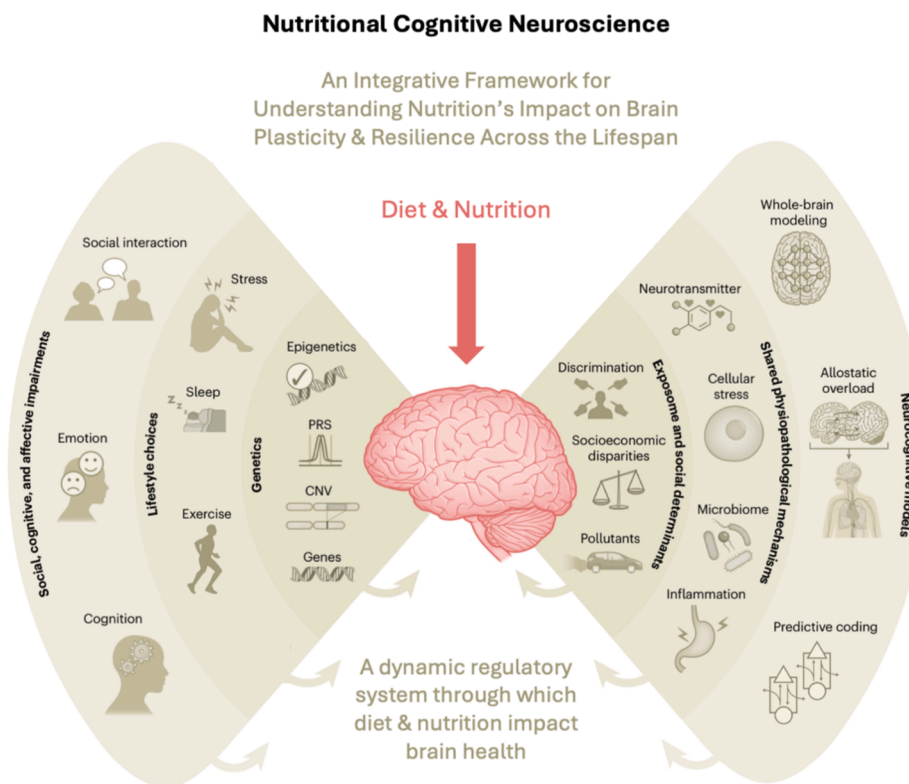 Nutritional Cognitive Neuroscience
An Integrative Framework for
Understanding Nutrition's Impact on Brain
Plasticity & Resilience Across the Lifespan
Diet & Nutrition
Social, cognitive, and affective impairments
Social interaction
Emotion
Cognition
Lifestyle choices
Stress
Sleep
z z z
Exercise
Genetics
Epigenetics
PRS
CNV
Genes
Discrimination
Socioeconomic
disparities
Pollutants
Exposome and social determinants
Neurotransmitter
Cellular
stress
Microbiome
Inflammation
Shared physiopathological mechanisms
Whole-brain
modeling
Allostatic
overload
Predictive coding
Neurocognitive models
A dynamic regulatory
system through which
diet & nutrition impact
brain health